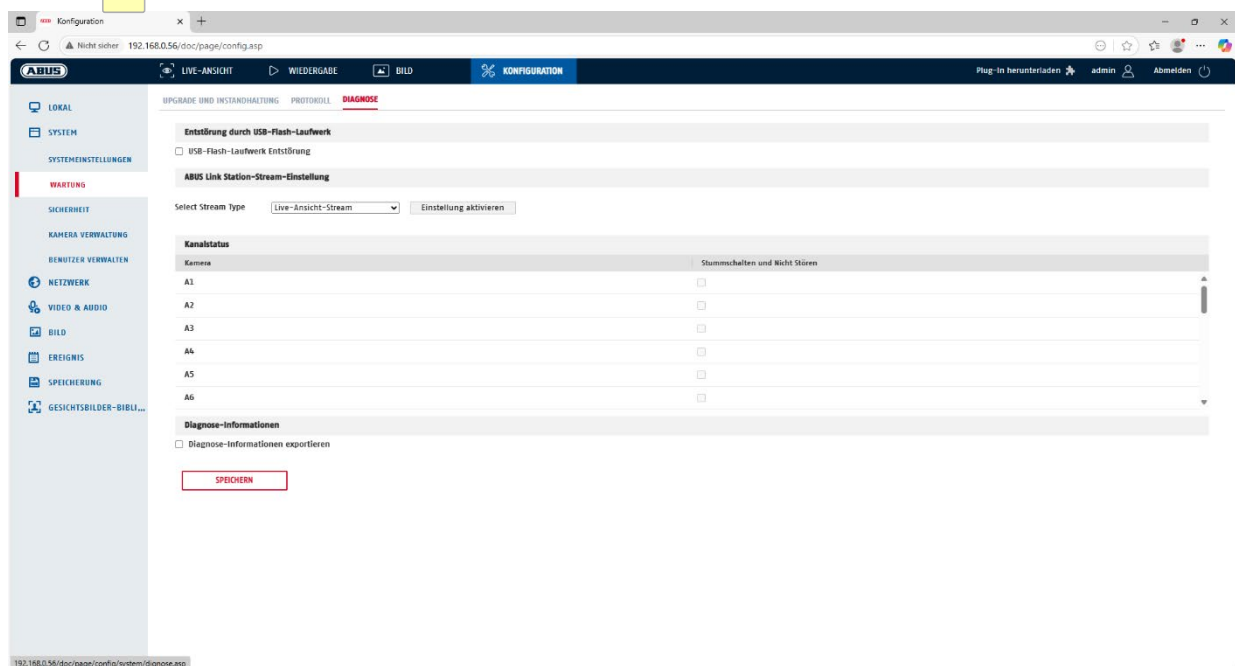 Konfiguration
Nicht sicher 192.168.0.56/doc/page/config.asp
ABUS LIVE-ANSICHT WIEDERGABE BILD KONFIGURATION Plug-In herunterladen admin Abmelden
LOKAL
SYSTEM
SYSTEMEINSTELLUNGEN
WARTUNG
SICHERHEIT
KAMERA VERWALTUNG
BENUTZER VERWALTEN
NETZWERK
VIDEO & AUDIO
BILD
EREIGNIS
SPEICHERUNG
GESICHTSBILDER-BIBLI...
UPGRADE UND INSTANDHALTUNG PROTOKOLL DIAGNOSE
Entstörung durch USB-Flash-Laufwerk
USB-Flash-Laufwerk Entstörung
ABUS Link Station-Stream-Einstellung
Select Stream Type Live-Ansicht-Stream Einstellung aktivieren
Kanalstatus
Kamera Stummschalten und Nicht Stören
A1
A2
A3
A4
A5
A6
Diagnose-Informationen
Diagnose-Informationen exportieren
SPEICHERN
192.168.0.56/doc/page/config/system/dignose.asp